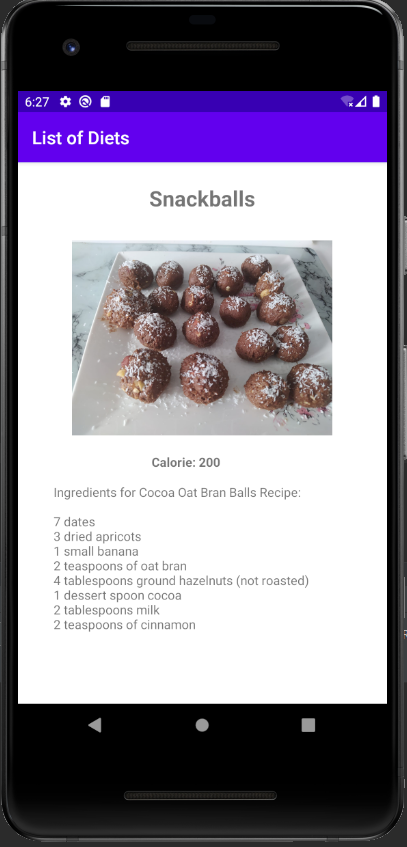 6:27
List of Diets
Snackballs
Calorie: 200
Ingredients for Cocoa Oat Bran Balls Recipe:
7 dates
3 dried apricots
1 small banana
2 teaspoons of oat bran
4 tablespoons ground hazelnuts (not roasted)
1 dessert spoon cocoa
2 tablespoons milk
2 teaspoons of cinnamon